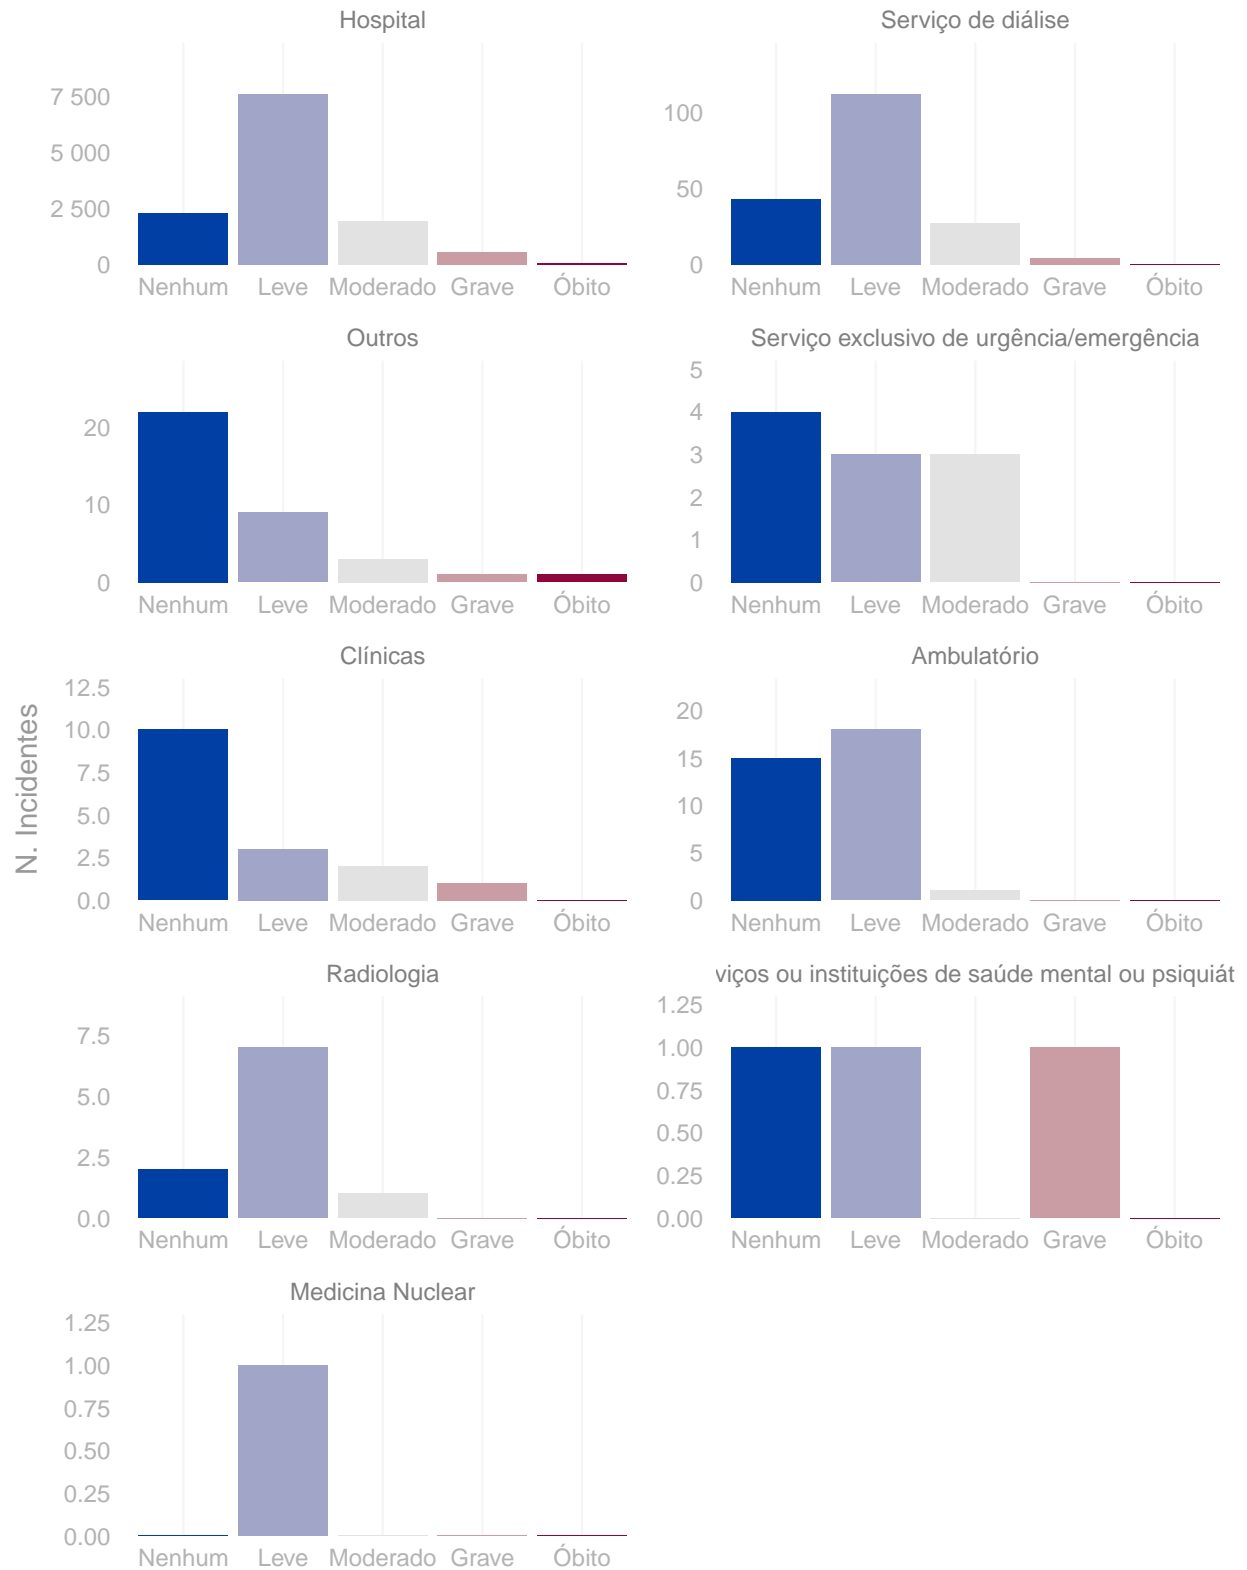 Hospital
7 500
5 000
2 500
0
Nenhum Leve Moderado Grave Óbito
Serviço de diálise
100
50
0
Nenhum Leve Moderado Grave Óbito
Outros
20
10
0
Nenhum Leve Moderado Grave Óbito
Serviço exclusivo de urgência/emergência
5
4
3
2
1
0
Nenhum Leve Moderado Grave Óbito
N. Incidentes
Clínicas
12.5
10.0
7.5
5.0
2.5
0.0
Nenhum Leve Moderado Grave Óbito
Ambulatório
20
15
10
5
0
Nenhum Leve Moderado Grave Óbito
Radiologia
7.5
5.0
2.5
0.0
Nenhum Leve Moderado Grave Óbito
viços ou instituições de saúde mental ou psiquiát
1.25
1.00
0.75
0.50
0.25
0.00
Nenhum Leve Moderado Grave Óbito
Medicina Nuclear
1.25
1.00
0.75
0.50
0.25
0.00
Nenhum Leve Moderado Grave Óbito